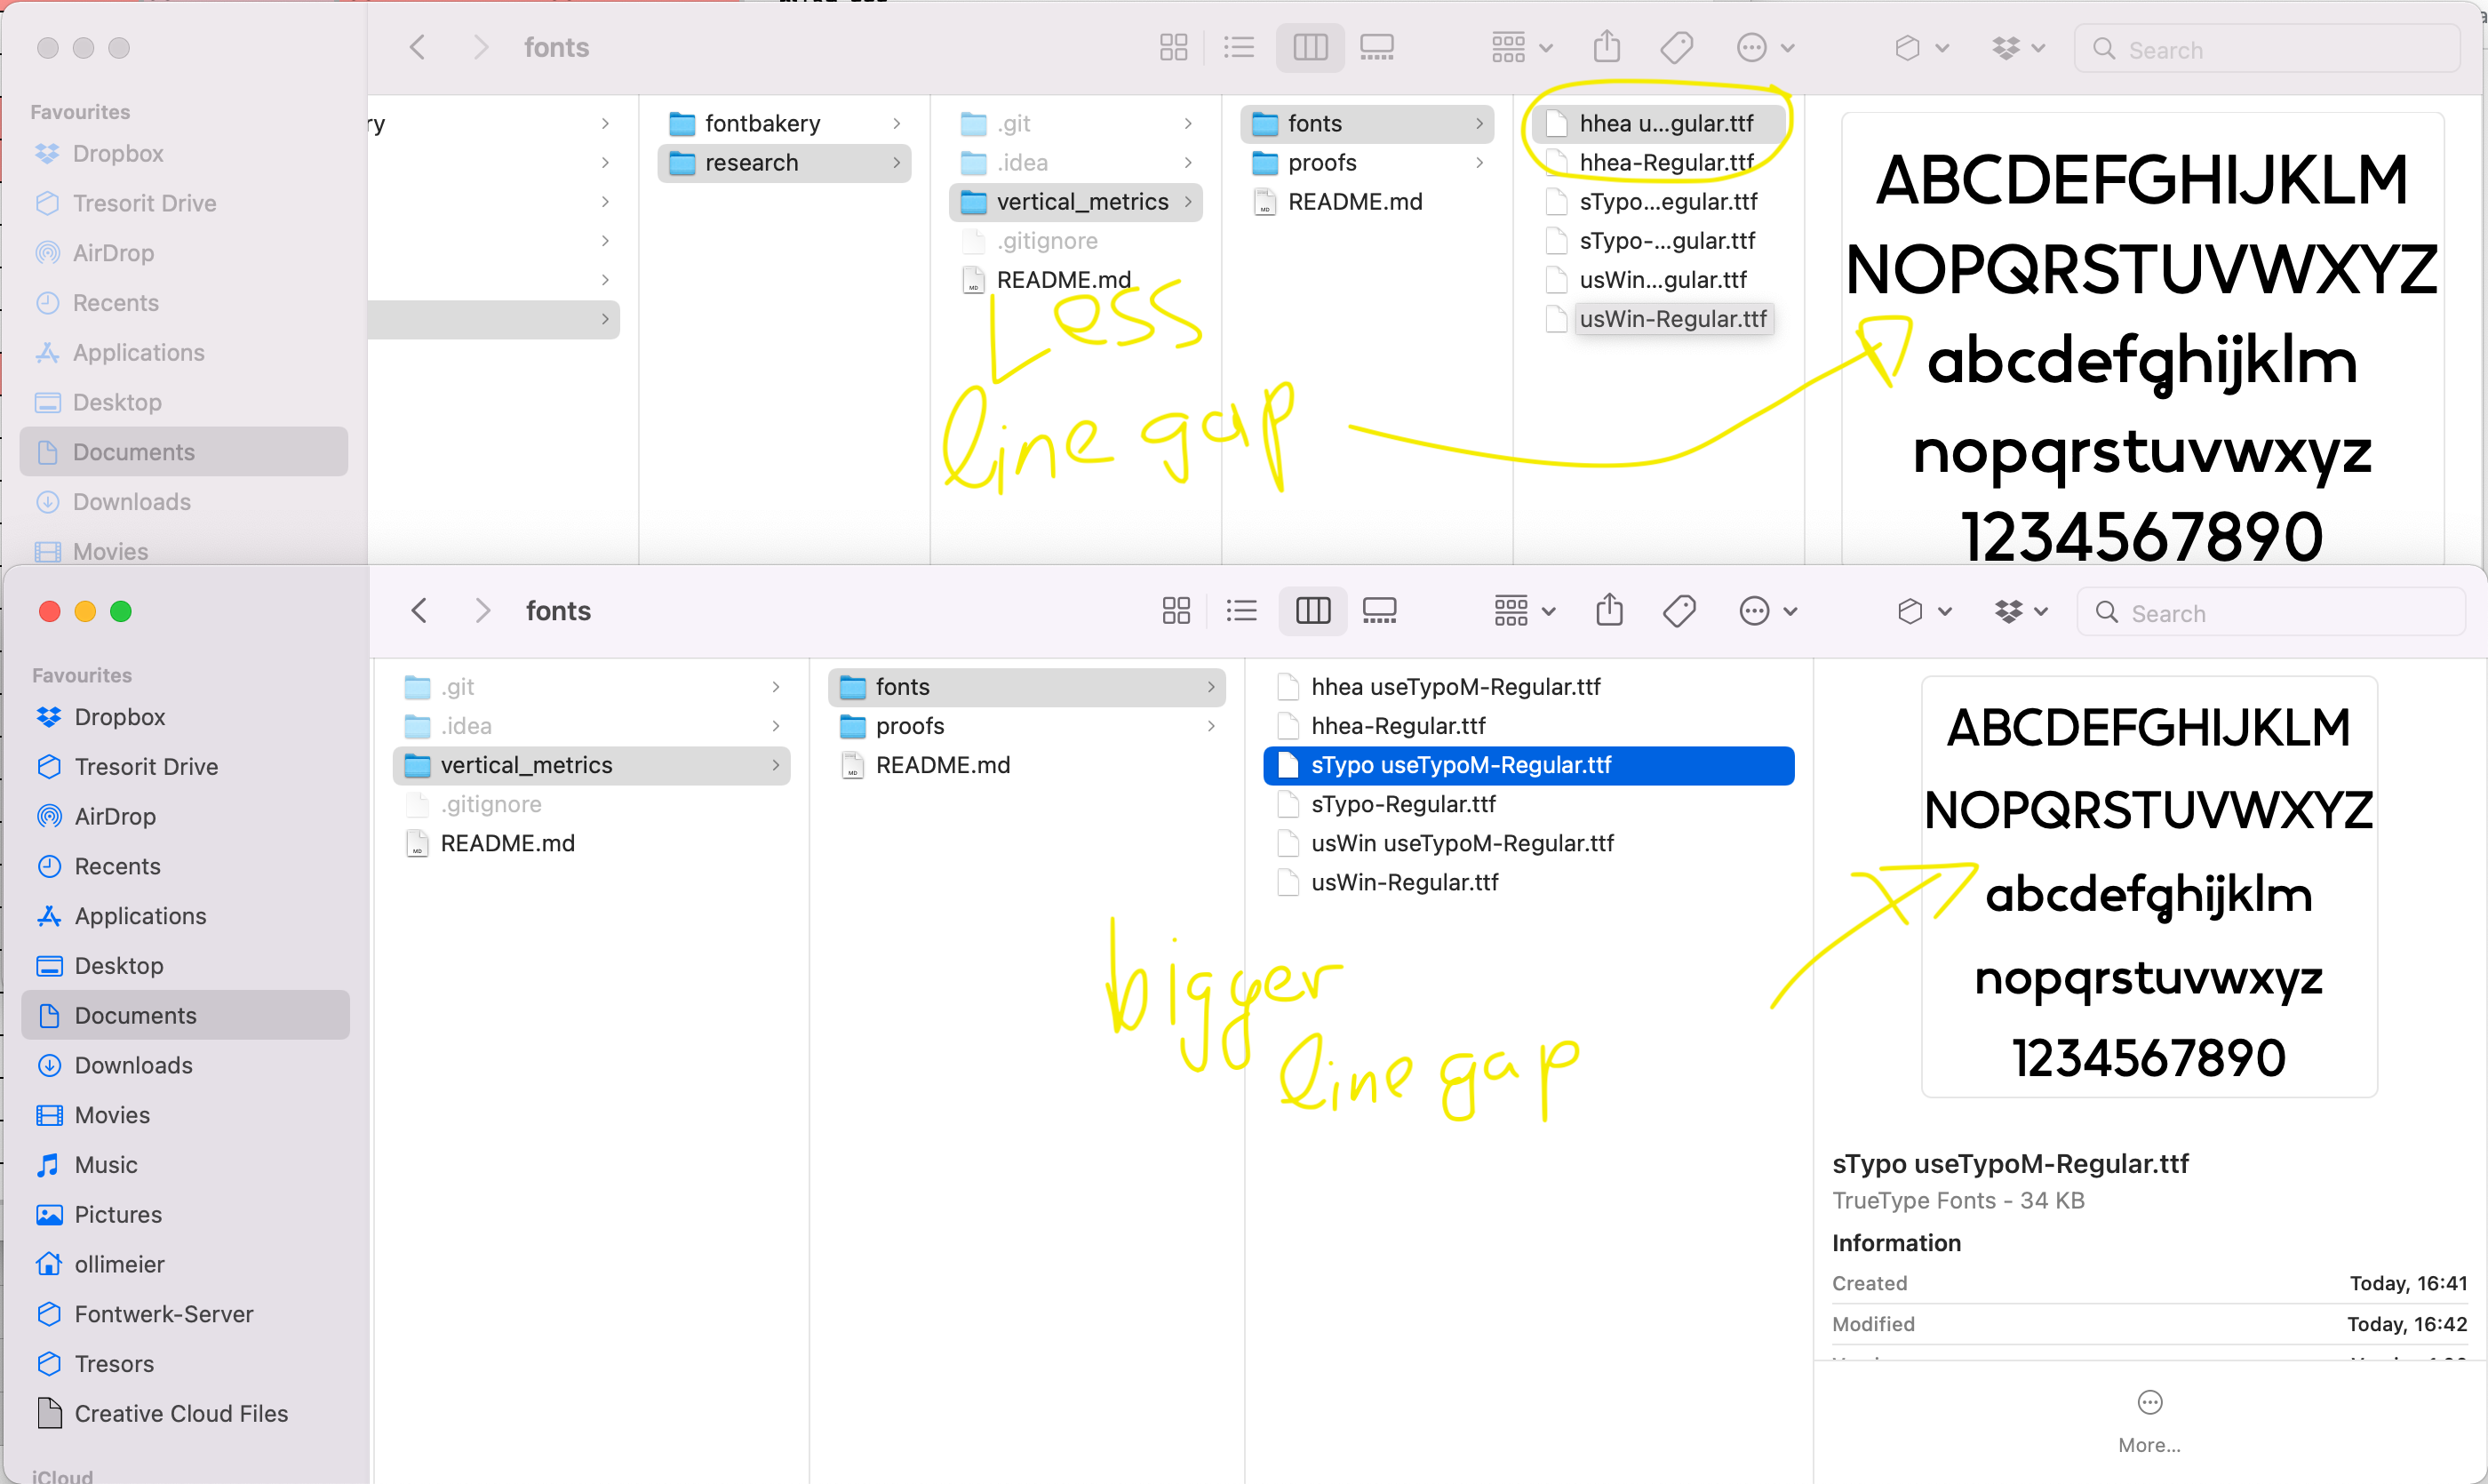 fonts
Search
Favourites
Dropbox
Tresorit Drive
AirDrop
Recents
Applications
Desktop
Documents
Downloads
Movies
ry
fontbakery
research
.git
.idea
vertical_metrics
.gitignore
README.md
fonts
proofs
README.md
hhea u...gular.ttf
hhea-Regular.ttf
sTypo...egular.ttf
sTypo-...gular.ttf
usWin...gular.ttf
usWin-Regular.ttf
ABCDEFGHIJKLM
NOPQRSTUVWXYZ
abcdefghijklm
nopqrstuvwxyz
1234567890
Less
line gap
fonts
Search
Favourites
Dropbox
Tresorit Drive
AirDrop
Recents
Applications
Desktop
Documents
Downloads
Movies
Music
Pictures
ollimeier
Fontwerk-Server
Tresors
Creative Cloud Files
iCloud
.git
.idea
vertical_metrics
.gitignore
README.md
fonts
proofs
README.md
hhea useTypoM-Regular.ttf
hhea-Regular.ttf
sTypo useTypoM-Regular.ttf
sTypo-Regular.ttf
usWin useTypoM-Regular.ttf
usWin-Regular.ttf
bigger
line gap
ABCDEFGHIJKLM
NOPQRSTUVWXYZ
abcdefghijklm
nopqrstuvwxyz
1234567890
sTypo useTypoM-Regular.ttf
TrueType Fonts - 34 KB
Information
Created Today, 16:41
Modified Today, 16:42
More...